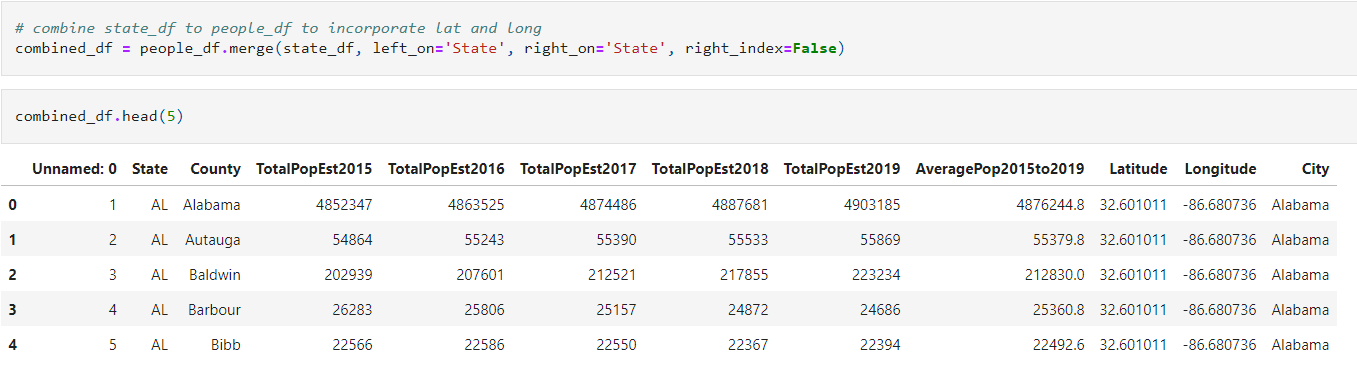 # combine state_df to people_df to incorporate lat and long
combined_df = people_df.merge(state_df, left_on='State', right_on='State', right_index=False)
combined_df.head(5)
Unnamed: 0 State County TotalPopEst2015 TotalPopEst2016 TotalPopEst2017 TotalPopEst2018 TotalPopEst2019 AveragePop2015to2019 Latitude Longitude City
0 1 AL Alabama 4852347 4863525 4874486 4887681 4903185 4876244.8 32.601011 -86.680736 Alabama
1 2 AL Autauga 54864 55243 55390 55533 55869 55379.8 32.601011 -86.680736 Alabama
2 3 AL Baldwin 202939 207601 212521 217855 223234 212830.0 32.601011 -86.680736 Alabama
3 4 AL Barbour 26283 25806 25157 24872 24686 25360.8 32.601011 -86.680736 Alabama
4 5 AL Bibb 22566 22586 22550 22367 22394 22492.6 32.601011 -86.680736 Alabama